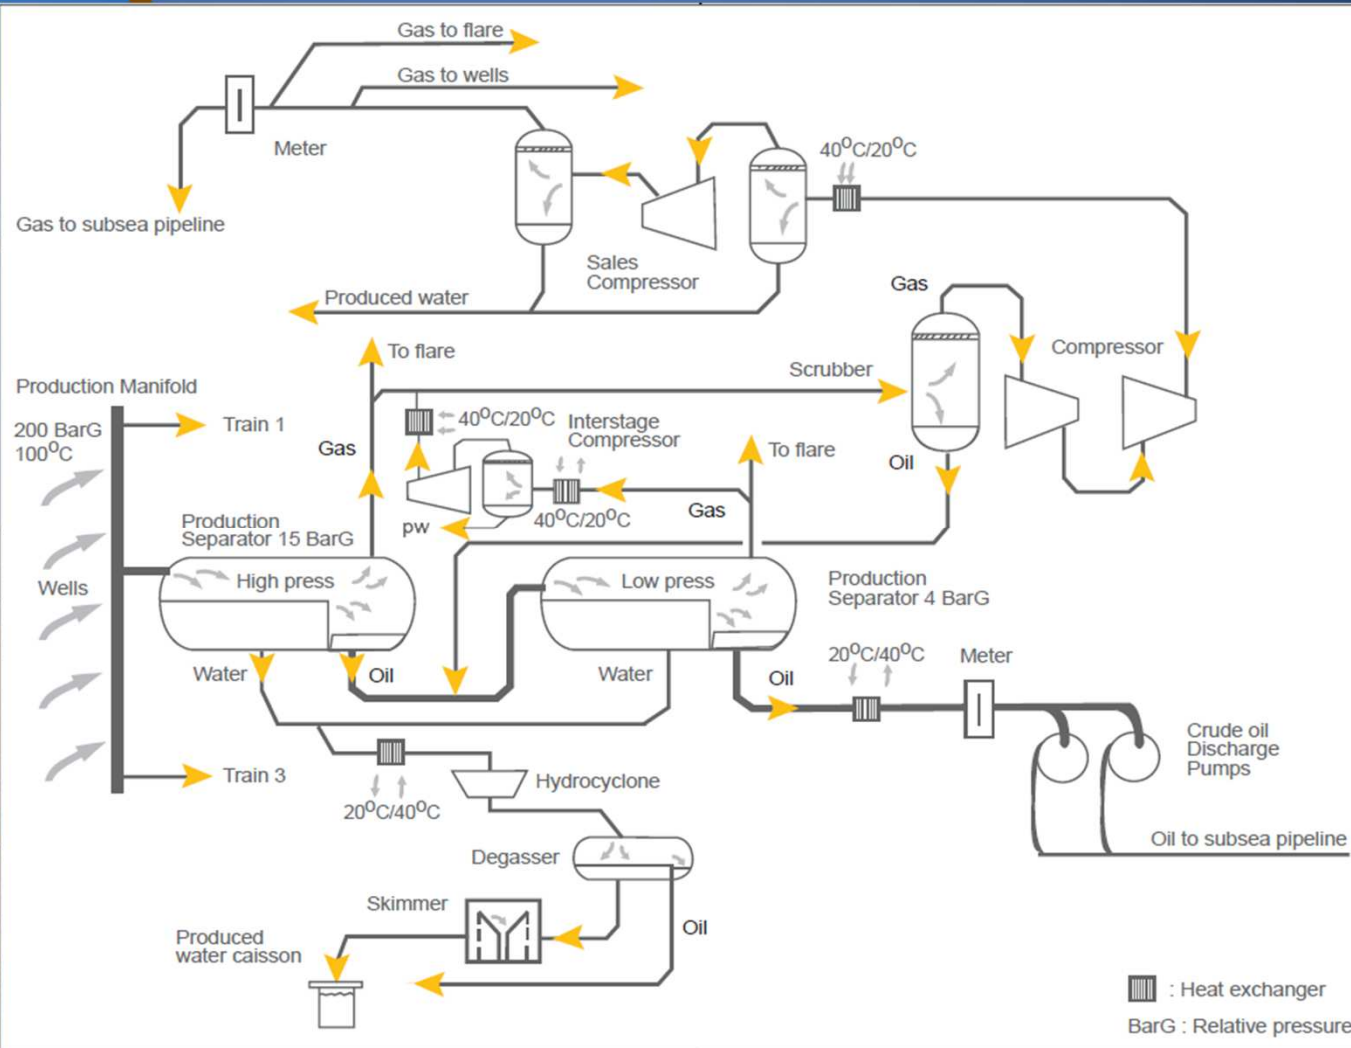 Gas to flare
Gas to wells
Meter
40°C/20°C
Gas to subsea pipeline
Sales
Compressor
Gas
Produced water
To flare
Compressor
Scrubber
Production Manifold
200 BarG
100°C
Train 1
Gas
40°C/20°C
Interstage
Compressor
To flare
Oil
Gas
40°C/20°C
pw
Production
Separator 15 BarG
High press
Low press
Production
Separator 4 BarG
Wells
Water
Oil
Water
Oil
20°C/40°C
Meter
Crude oil
Discharge
Pumps
Train 3
20°C/40°C
Hydrocyclone
Oil to subsea pipeline
Degasser
Skimmer
Oil
Produced
water caisson
: Heat exchanger
BarG : Relative pressure